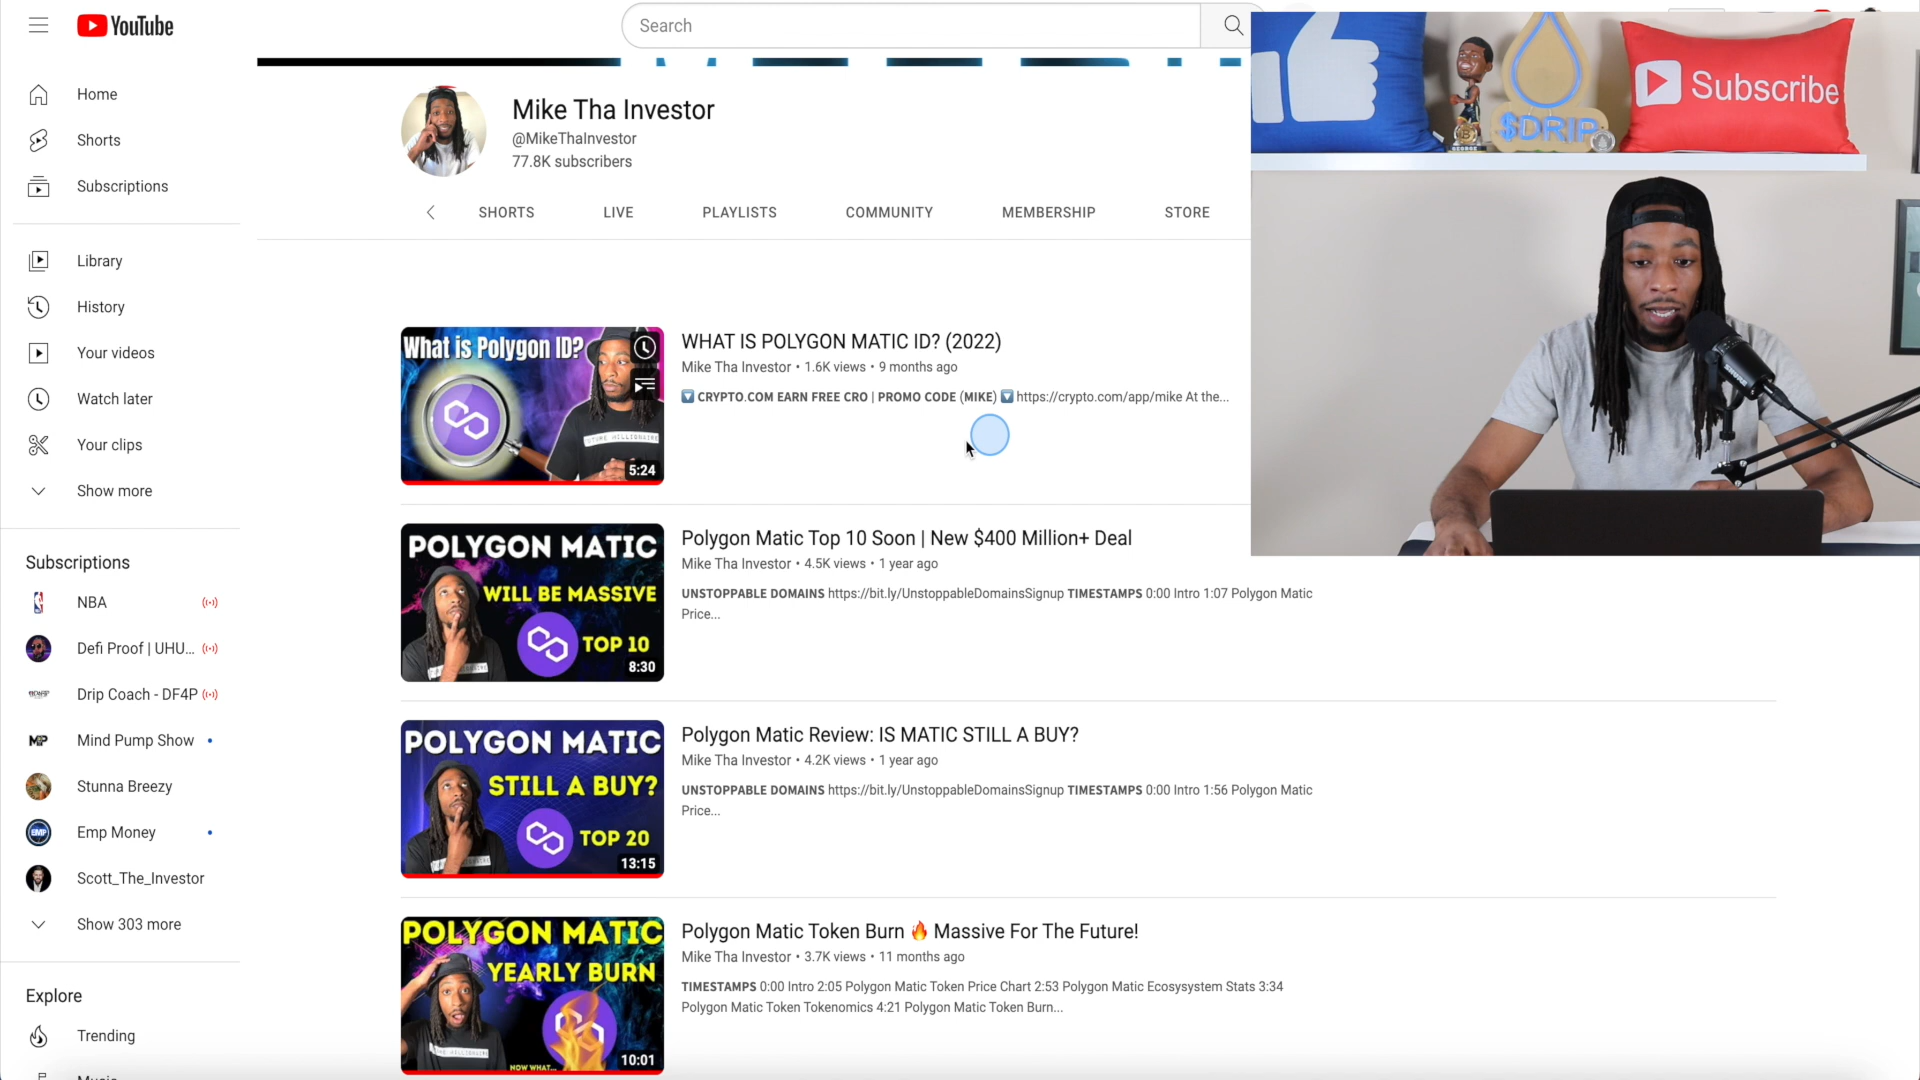 YouTube
Search
Home
Shorts
Subscriptions
Library
History
Your videos
Watch later
Your clips
Show more
Subscriptions
NBA
Defi Proof | UHU...
Drip Coach - DF4P
Mind Pump Show
Stunna Breezy
Emp Money
Scott_The_Investor
Show 303 more
Explore
Trending
Mike Tha Investor
@MikeThaInvestor
77.8K subscribers
SHORTS
LIVE
PLAYLISTS
COMMUNITY
MEMBERSHIP
STORE
What is Polygon ID?
5:24
WHAT IS POLYGON MATIC ID? (2022)
Mike Tha Investor • 1.6K views • 9 months ago
CRYPTO.COM EARN FREE CRO | PROMO CODE (MIKE) https://crypto.com/app/mike At the...
POLYGON MATIC
WILL BE MASSIVE
TOP 10
8:30
Polygon Matic Top 10 Soon | New $400 Million+ Deal
Mike Tha Investor • 4.5K views • 1 year ago
UNSTOPPABLE DOMAINS https://bit.ly/UnstoppableDomainsSignup TIMESTAMPS 0:00 Intro 1:07 Polygon Matic
Price...
POLYGON MATIC
STILL A BUY?
TOP 20
13:15
Polygon Matic Review: IS MATIC STILL A BUY?
Mike Tha Investor • 4.2K views • 1 year ago
UNSTOPPABLE DOMAINS https://bit.ly/UnstoppableDomainsSignup TIMESTAMPS 0:00 Intro 1:56 Polygon Matic
Price...
POLYGON MATIC
YEARLY BURN
NOW WHAT...
10:01
Polygon Matic Token Burn 🔥 Massive For The Future!
Mike Tha Investor • 3.7K views • 11 months ago
TIMESTAMPS 0:00 Intro 2:05 Polygon Matic Token Price Chart 2:53 Polygon Matic Ecosysystem Stats 3:34
Polygon Matic Token Tokenomics 4:21 Polygon Matic Token Burn...
$DRIP
GEORGE
Subscribe